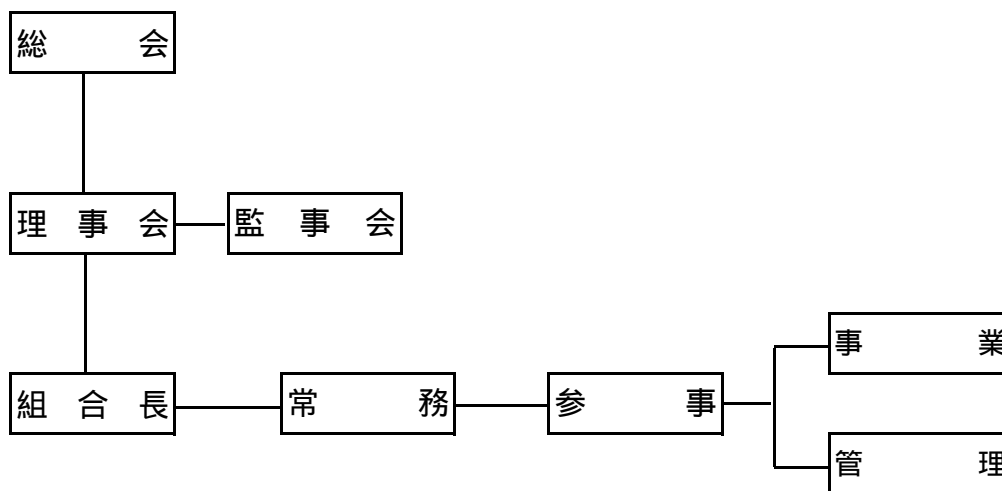 総会
理事会
監事会
組合長
常務
参事
事業
管理